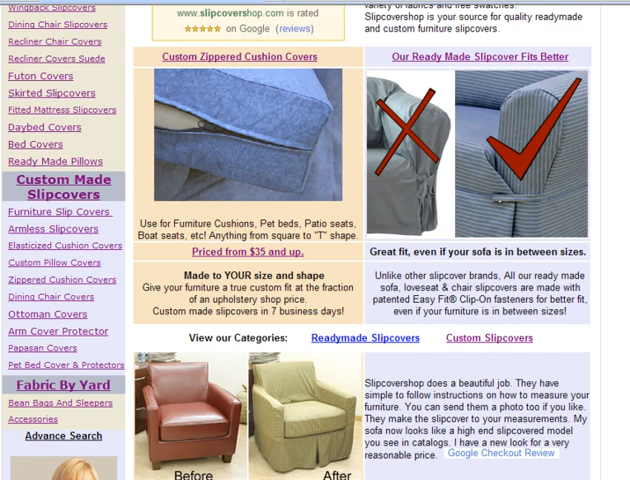 Wingback Slipcovers
Dining Chair Slipcovers
Recliner Chair Covers
Recliner Covers Suede
Futon Covers
Skirted Slipcovers
Fitted Mattress Slipcovers
Daybed Covers
Bed Covers
Ready Made Pillows
Custom Made
Slipcovers
Furniture Slip Covers
Armless Slipcovers
Elasticized Cushion Covers
Custom Pillow Covers
Zippered Cushion Covers
Dining Chair Covers
Ottoman Covers
Arm Cover Protector
Papasan Covers
Pet Bed Cover & Protectors
Fabric By Yard
Bean Bags And Sleepers
Accessories
Advance Search
www.slipcovershop.com is rated
on Google (reviews)
variety of fabrics and free swatches.
Slipcovershop is your source for quality readymade
and custom furniture slipcovers.
Custom Zippered Cushion Covers
Use for Furniture Cushions, Pet beds, Patio seats,
Boat seats, etc! Anything from square to "T" shape.
Priced from $35 and up.
Made to YOUR size and shape
Give your furniture a true custom fit at the fraction
of an upholstery shop price.
Custom made slipcovers in 7 business days!
Our Ready Made Slipcover Fits Better
Great fit, even if your sofa is in between sizes.
Unlike other slipcover brands, All our ready made
sofa, loveseat & chair slipcovers are made with
patented Easy Fit® Clip-On fasteners for better fit,
even if your furniture is in between sizes!
View our Categories: Readymade Slipcovers Custom Slipcovers
Before After
Slipcovershop does a beautiful job. They have
simple to follow instructions on how to measure your
furniture. You can send them a photo too if you like.
They make the slipcover to your measurements. My
sofa now looks like a high end slipcovered model
you see in catalogs. I have a new look for a very
reasonable price. Google Checkout Review